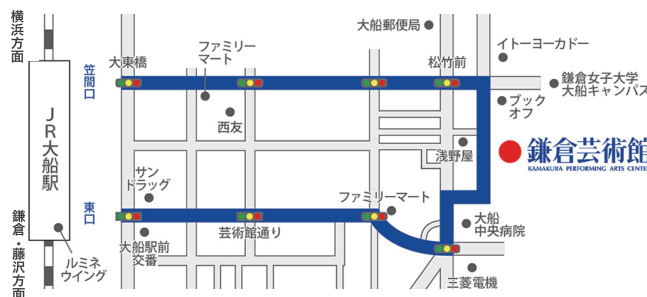 横浜方面
JR大船駅
鎌倉・藤沢方面
笠間口
東口
ルミネ
ウイング
大東橋
ファミリー
マート
西友
大船郵便局
松竹前
イトーヨーカドー
鎌倉女子大学
大船キャンパス
ブック
オフ
浅野屋
鎌倉芸術館
KAMAKURA PERFORMING ARTS CENTER
サン
ドラッグ
大船駅前
交番
芸術館通り
ファミリーマート
大船
中央病院
三菱電機